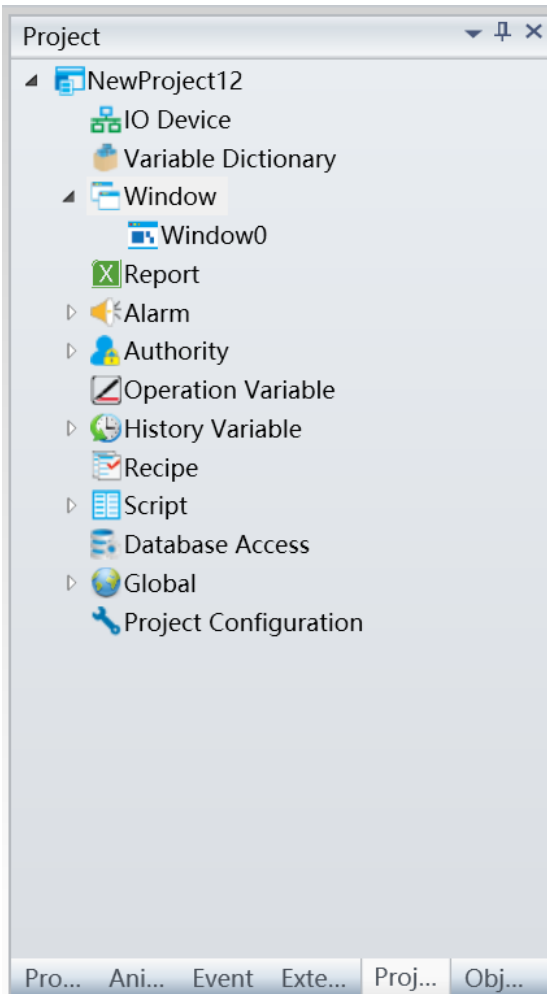 Project
NewProject12
IO Device
Variable Dictionary
Window
Window0
Report
Alarm
Authority
Operation Variable
History Variable
Recipe
Script
Database Access
Global
Project Configuration
Pro... Ani... Event Exte... Proj... Obj...